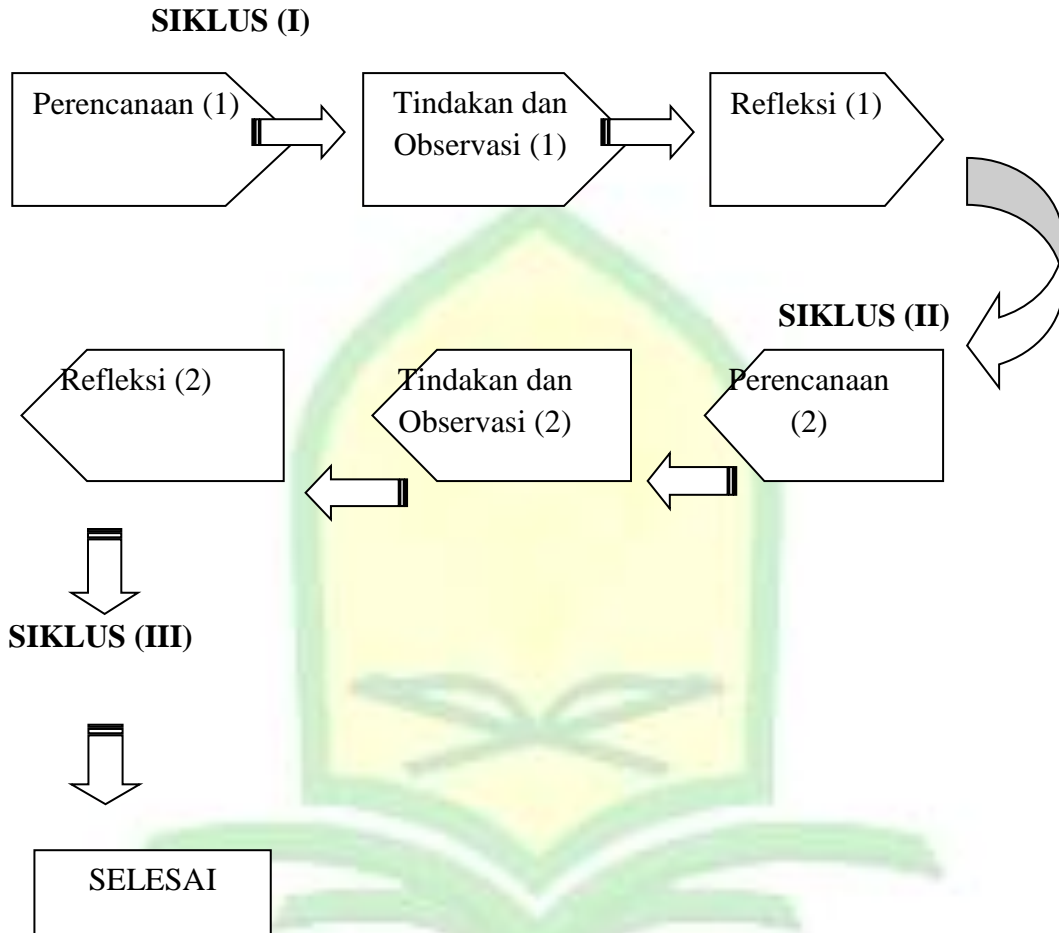 SIKLUS (I)
Perencanaan (1)
Tindakan dan
Observasi (1)
Refleksi (1)
SIKLUS (II)
Perencanaan
(2)
Tindakan dan
Observasi (2)
Refleksi (2)
SIKLUS (III)
SELESAI